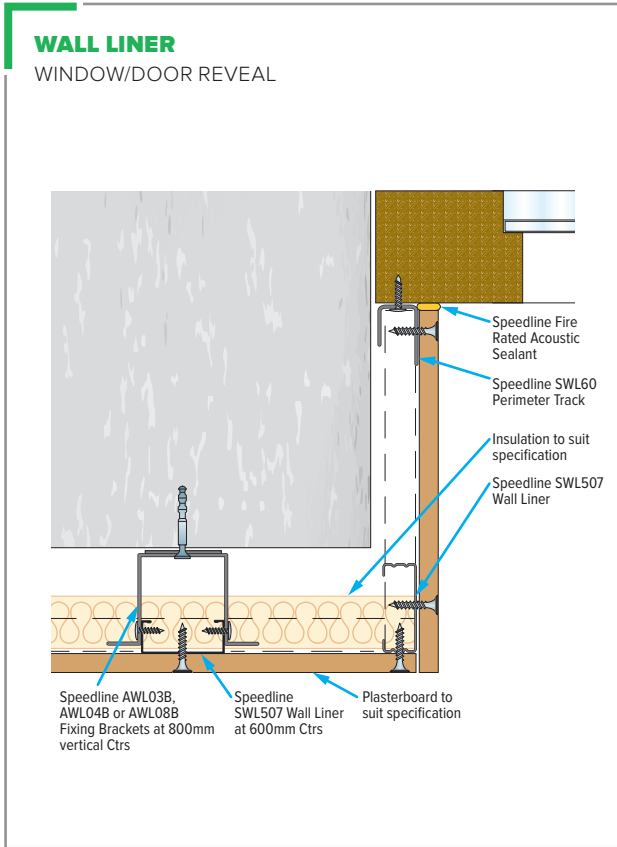 WALL LINER
WINDOW/DOOR REVEAL
Speedline Fire
Rated Acoustic
Sealant
Speedline SWL60
Perimeter Track
Insulation to suit
specification
Speedline SWL507
Wall Liner
Speedline AWL03B,
AWL04B or AWL08B
Fixing Brackets at 800mm
vertical Ctrs
Speedline
SWL507 Wall Liner
at 600mm Ctrs
Plasterboard to
suit specification